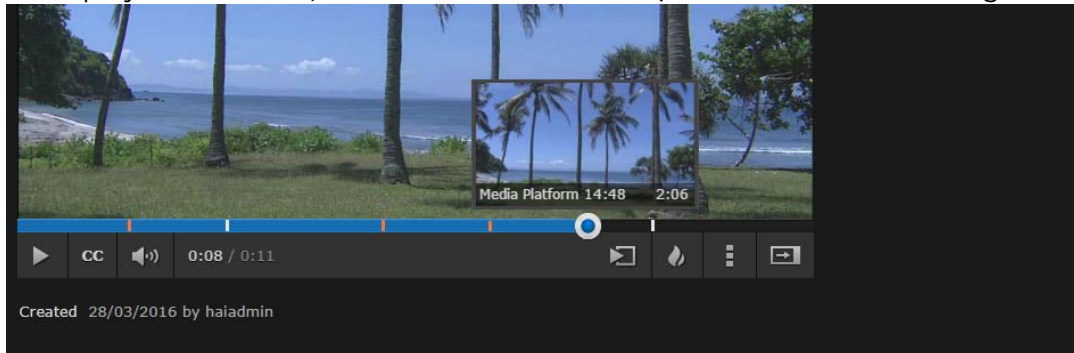 Media Platform 14:48 2:06
CC 0:08 / 0:11
Created 28/03/2016 by haiadmin